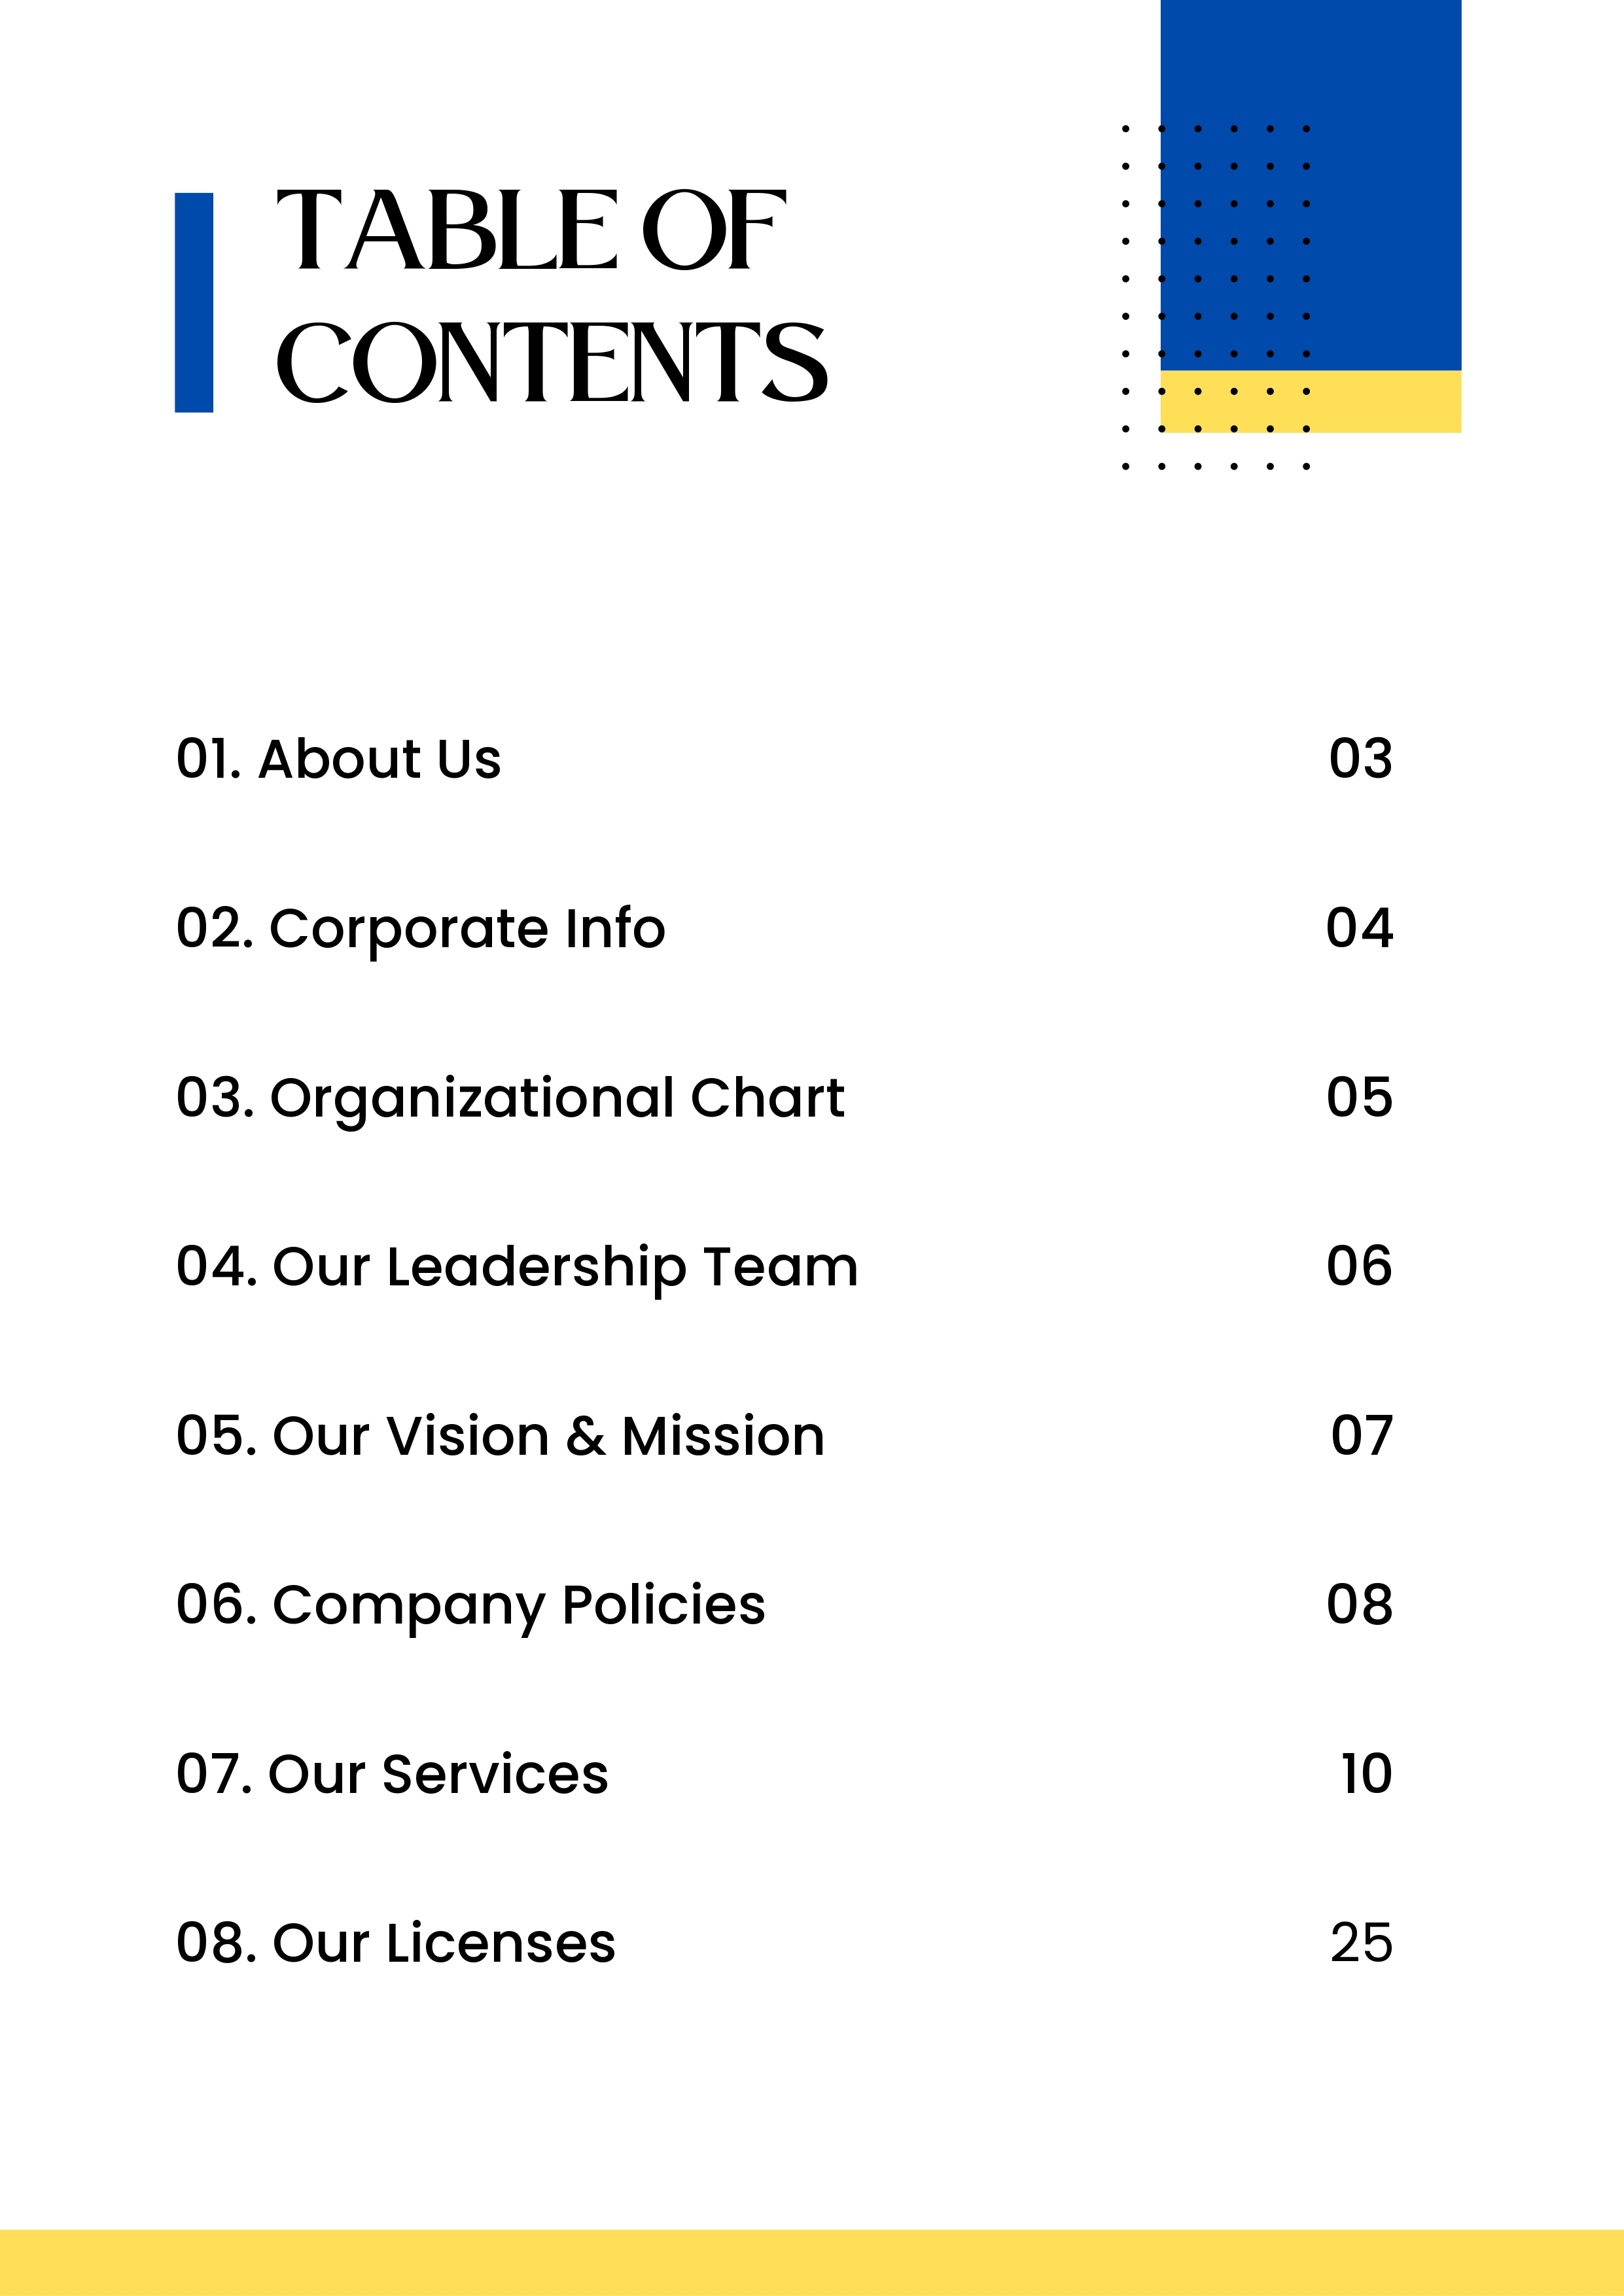 TABLE OF
CONTENTS
01. About Us 03
02. Corporate Info 04
03. Organizational Chart 05
04. Our Leadership Team 06
05. Our Vision & Mission 07
06. Company Policies 08
07. Our Services 10
08. Our Licenses 25